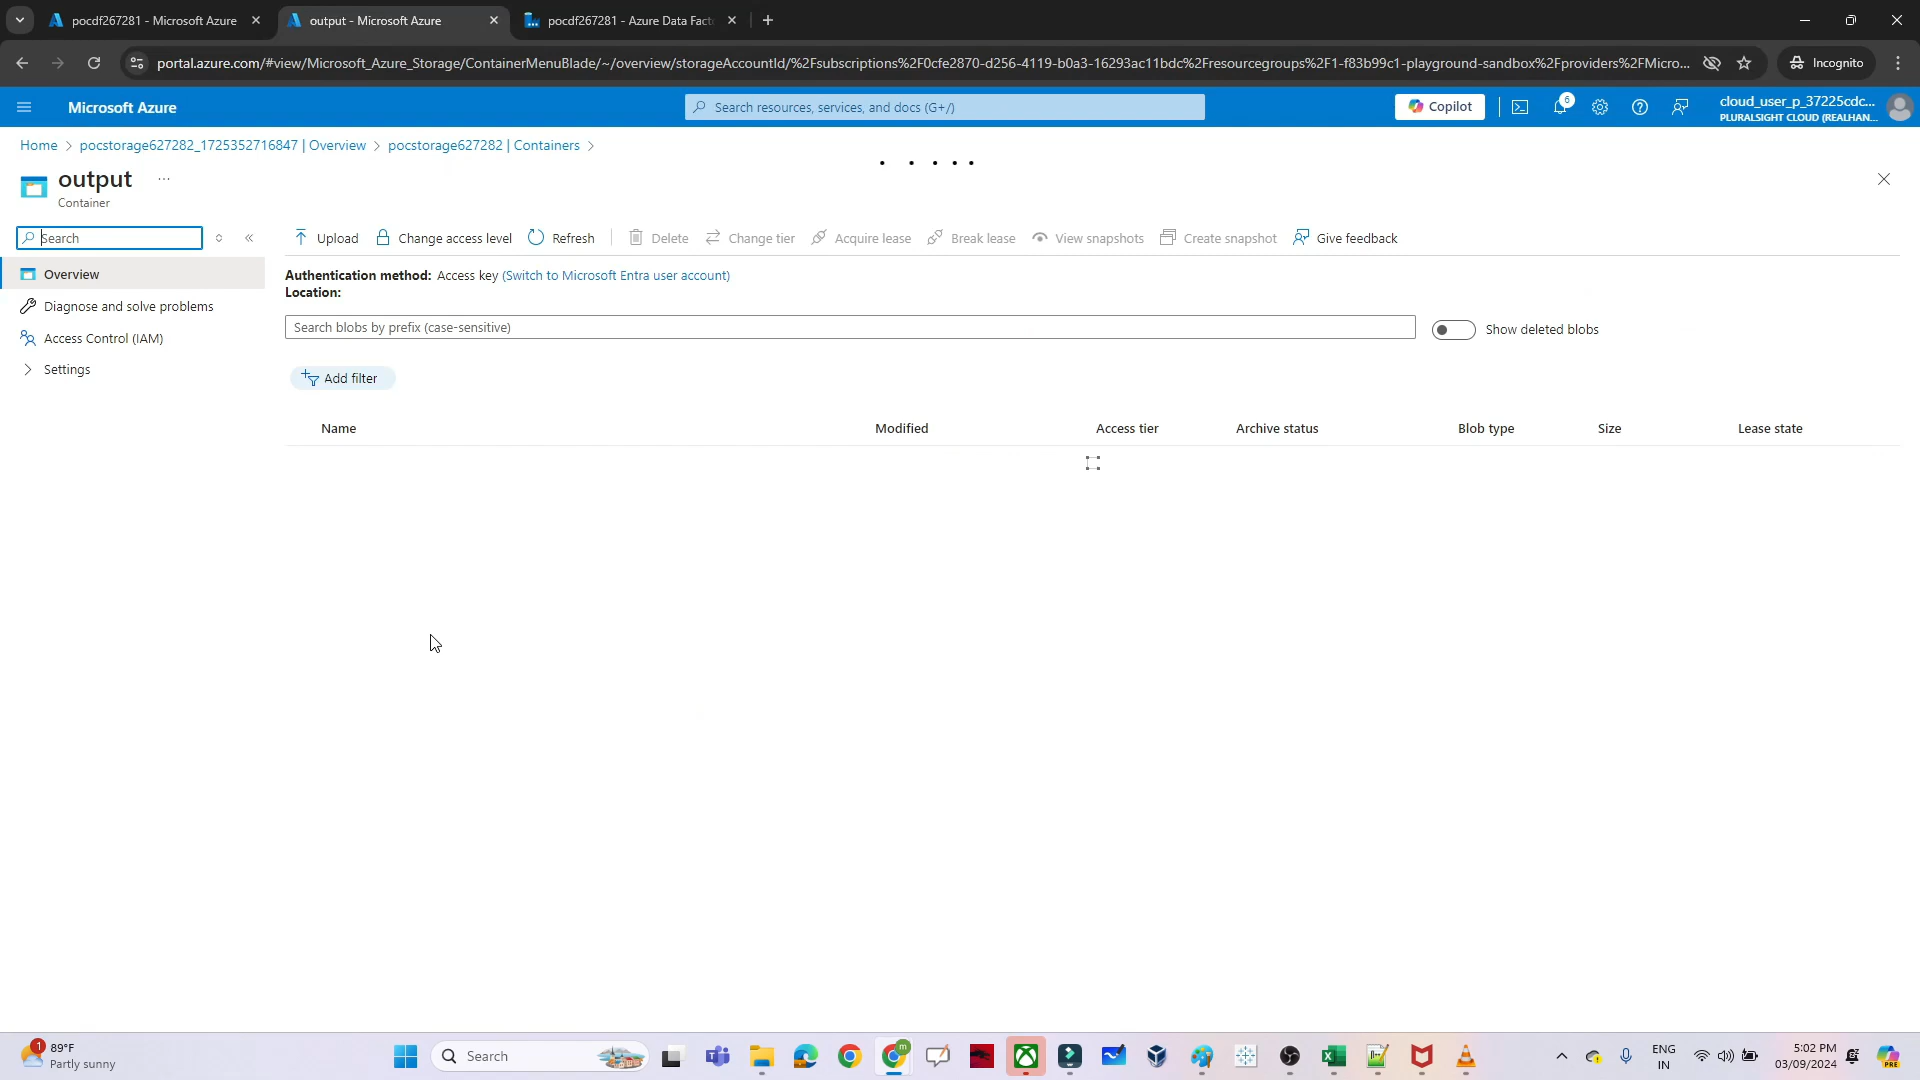 pocdf267281 - Microsoft Azure
output - Microsoft Azure
pocdf267281 - Azure Data Fact
portal.azure.com/#view/Microsoft_Azure_Storage/ContainerMenuBlade/~/overview/storageAccountId/%2Fsubscriptions%2F0cfe2870-d256-4119-b0a3-16293ac11bdc%2Fresourcegroups%2F1-f83b99c1-playground-sandbox%2Fproviders%2FMicro...
Incognito
Microsoft Azure
Search resources, services, and docs (G+/)
Copilot
6
cloud_user_p_37225cdc...
PLURALSIGHT CLOUD (REALHAN...
Home > pocstorage627282_1725352716847 | Overview > pocstorage627282 | Containers >
output ...
Container
Search
Upload
Change access level
Refresh
Delete
Change tier
Acquire lease
Break lease
View snapshots
Create snapshot
Give feedback
Overview
Diagnose and solve problems
Access Control (IAM)
Settings
Authentication method: Access key (Switch to Microsoft Entra user account)
Location:
Search blobs by prefix (case-sensitive)
Show deleted blobs
Add filter
Name Modified Access tier Archive status Blob type Size Lease state
1
89°F
Partly sunny
Search
m
ENG
IN
5:02 PM
03/09/2024
PRE